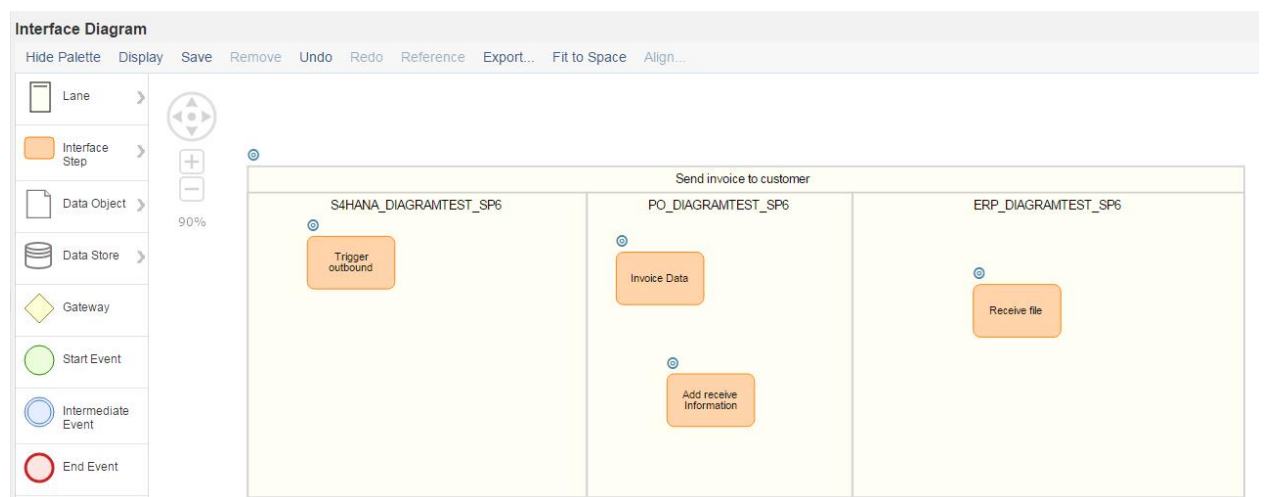 Interface Diagram
Hide Palette Display Save Remove Undo Redo Reference Export... Fit to Space Align...
Lane
Interface
Step
Data Object
Data Store
Gateway
Start Event
Intermediate
Event
End Event
90%
Send invoice to customer
S4HANA_DIAGRAMTEST_SP6
PO_DIAGRAMTEST_SP6
ERP_DIAGRAMTEST_SP6
Trigger
outbound
Invoice Data
Receive file
Add receive
Information